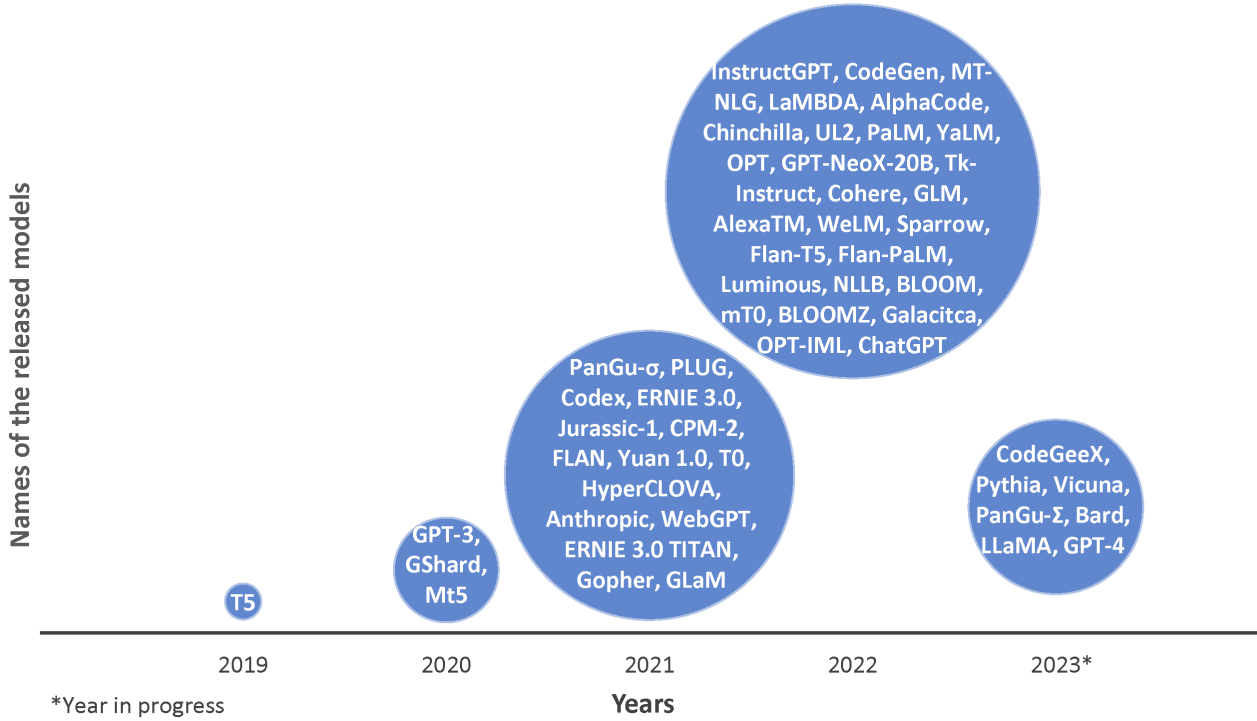 Names of the released models
InstructGPT, CodeGen, MT-
NLG, LaMBDA, AlphaCode,
Chinchilla, UL2, PaLM, YaLM,
OPT, GPT-NeoX-20B, Tk-
Instruct, Cohere, GLM,
AlexaTM, WeLM, Sparrow,
Flan-T5, Flan-PaLM,
Luminous, NLLB, BLOOM,
mT0, BLOOMZ, Galacitca,
OPT-IML, ChatGPT
PanGu-σ, PLUG,
Codex, ERNIE 3.0,
Jurassic-1, CPM-2,
FLAN, Yuan 1.0, T0,
HyperCLOVA,
Anthropic, WebGPT,
ERNIE 3.0 TITAN,
Gopher, GLaM
CodeGeeX,
Pythia, Vicuna,
PanGu-Σ, Bard,
LLaMA, GPT-4
GPT-3,
GShard,
Mt5
T5
2019
2020
2021
2022
2023*
*Year in progress
Years